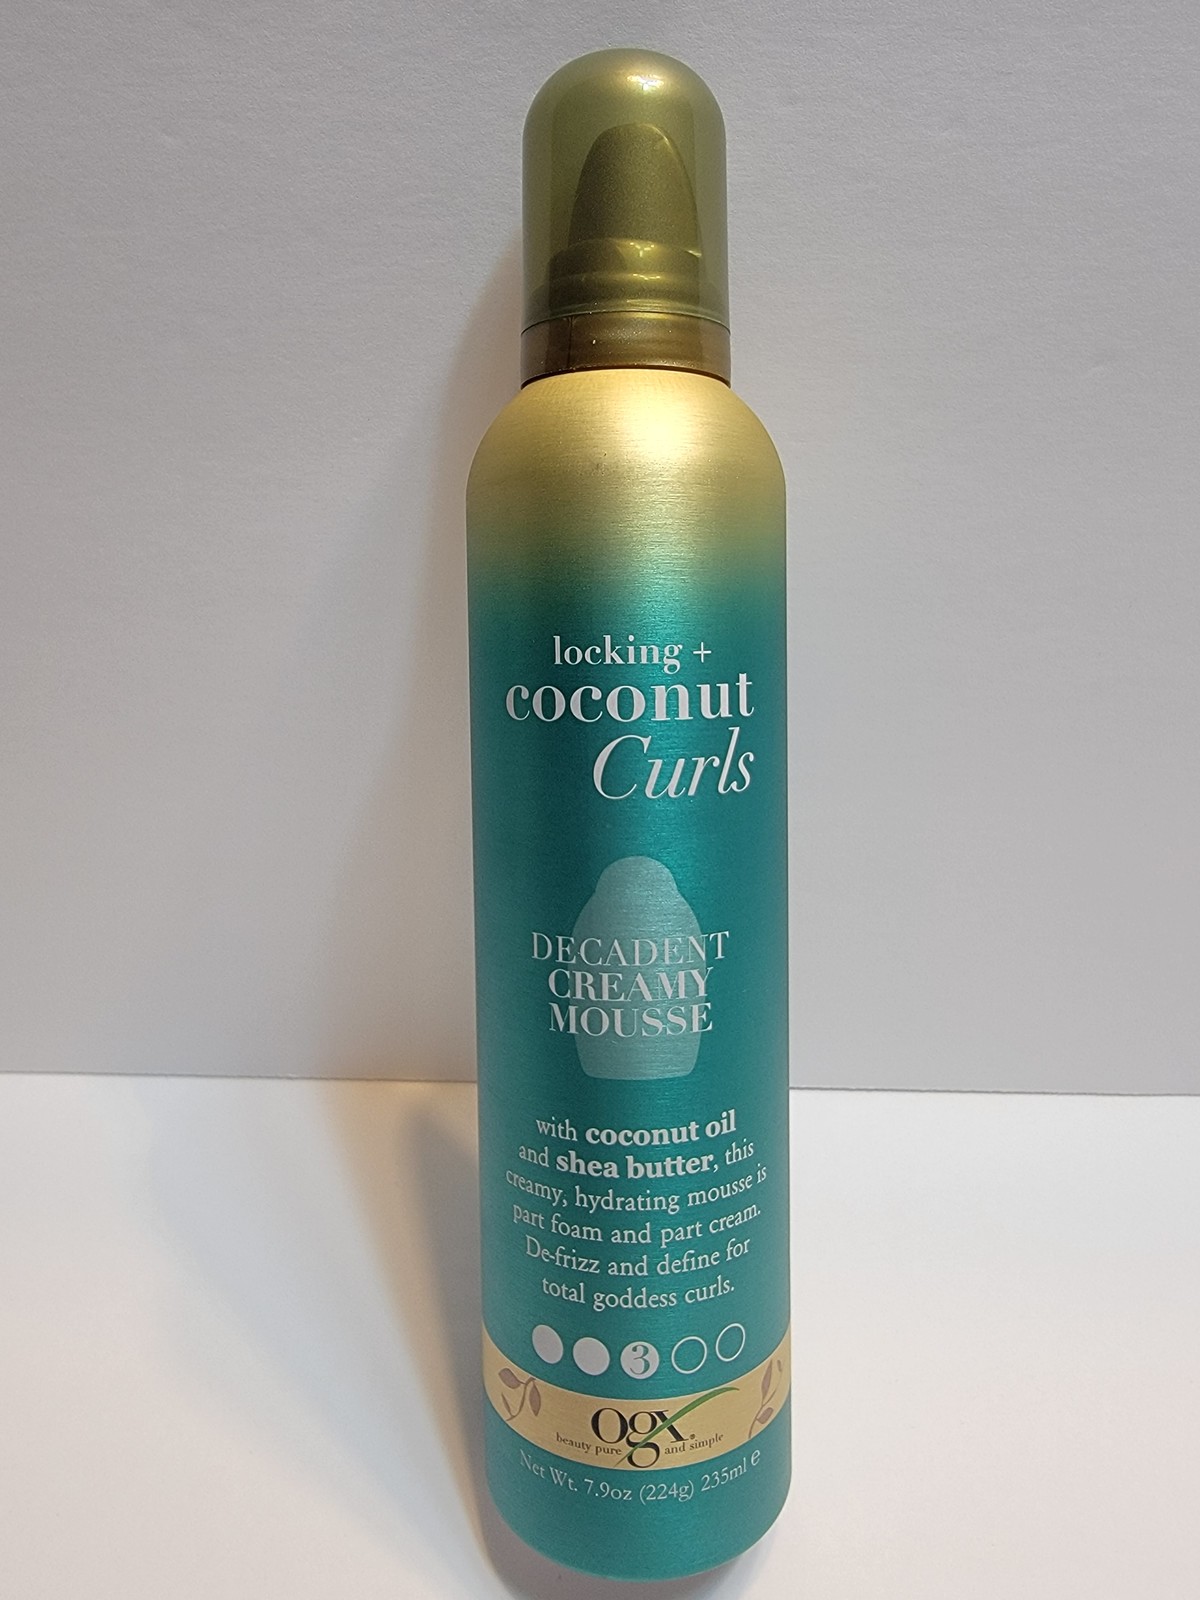 locking +
coconut
Curls
DECADENT
CREAMY
MOUSSE
with coconut oil
and shea butter, this
creamy, hydrating mousse is
part foam and part cream.
De-frizz and define for
total goddess curls.
3
ogx®
beauty pure and simple
Net Wt. 7.9oz (224g) 235ml ℮